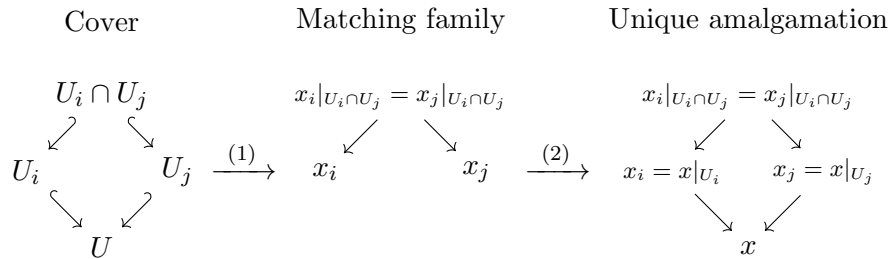 Cover Matching family Unique amalgamation
U_i ∩ U_j x_i|_{U_i∩U_j} = x_j|_{U_i∩U_j} x_i|_{U_i∩U_j} = x_j|_{U_i∩U_j}
(1) (2)
U_i U_j x_i x_j x_i = x|_{U_i} x_j = x|_{U_j}
U x